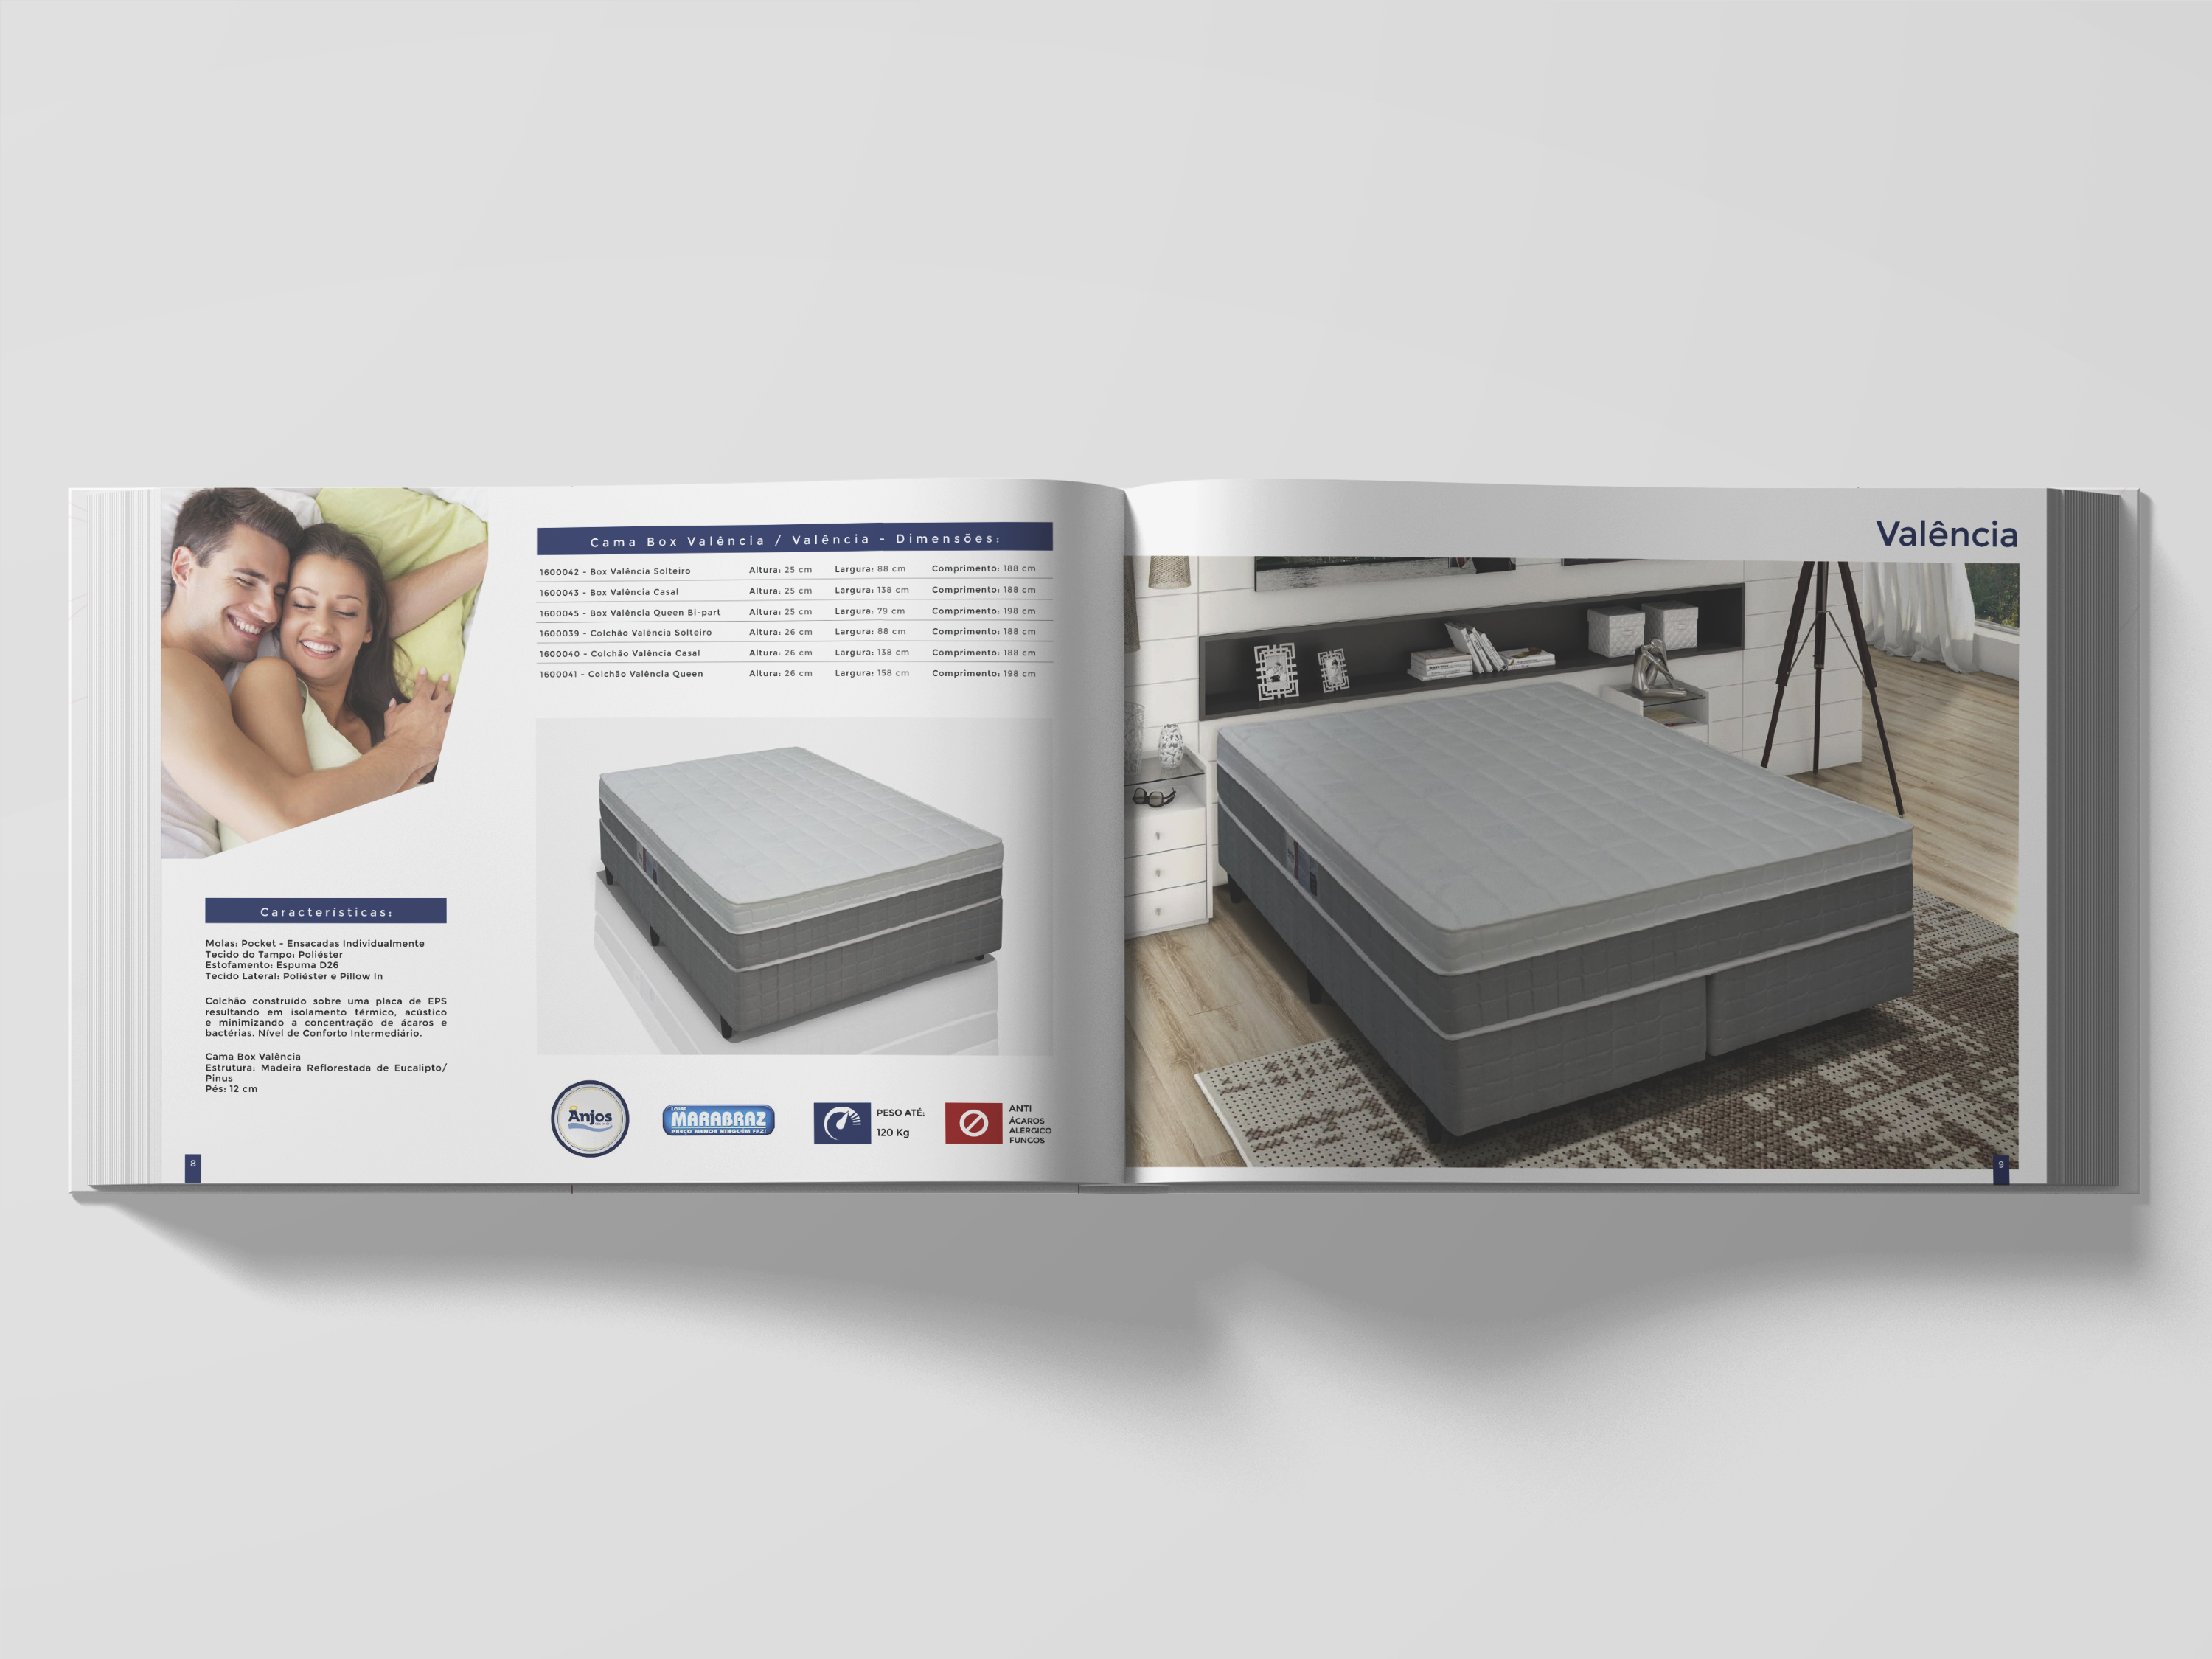 Cama Box Valência / Valência - Dimensões:
1600042 - Box Valência Solteiro Altura: 25 cm Largura: 88 cm Comprimento: 188 cm
1600043 - Box Valência Casal Altura: 25 cm Largura: 138 cm Comprimento: 188 cm
1600045 - Box Valência Queen Bi-part Altura: 25 cm Largura: 79 cm Comprimento: 198 cm
1600039 - Colchão Valência Solteiro Altura: 26 cm Largura: 88 cm Comprimento: 188 cm
1600040 - Colchão Valência Casal Altura: 26 cm Largura: 138 cm Comprimento: 188 cm
1600041 - Colchão Valência Queen Altura: 26 cm Largura: 158 cm Comprimento: 198 cm
Características:
Molas: Pocket - Ensacadas Individualmente
Tecido do Tampo: Poliéster
Estofamento: Espuma D26
Tecido Lateral: Poliéster e Pillow In
Colchão construído sobre uma placa de EPS
resultando em isolamento térmico, acústico
e minimizando a concentração de ácaros e
bactérias. Nível de Conforto Intermediário.
Cama Box Valência
Estrutura: Madeira Reflorestada de Eucalipto/
Pinus
Pés: 12 cm
Anjos
LOJAS
MARABRAZ
PREÇO MENOR NINGUÉM FAZ!
PESO ATÉ:
120 Kg
ANTI
ÁCAROS
ALÉRGICO
FUNGOS
8
Valência
9